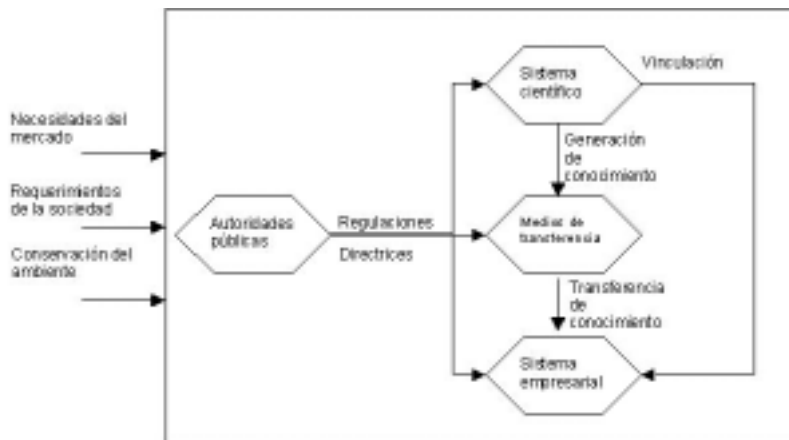 Necesidades del
mercado
Requerimientos
de la sociedad
Conservación del
ambiente
Autoridades
públicas
Regulaciones
Directrices
Sistema
científico
Vinculación
Generación
de
conocimiento
Medios de
transferencia
Transferencia
de
conocimiento
Sistema
empresarial